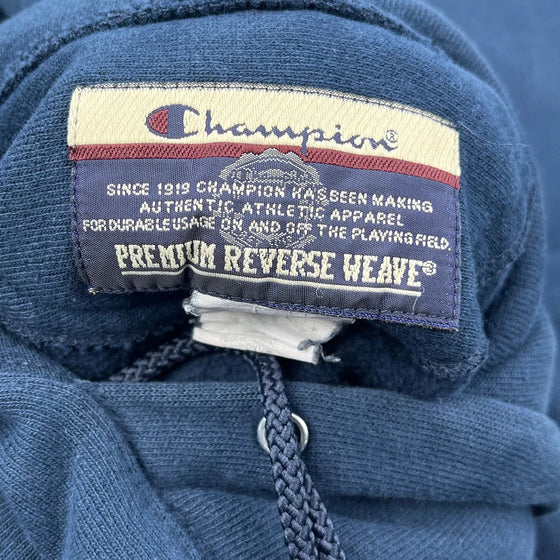 Champion®
SINCE 1919 CHAMPION HAS BEEN MAKING
AUTHENTIC ATHLETIC APPAREL
FOR DURABLE USAGE ON AND OFF THE PLAYING FIELD.
PREMIUM REVERSE WEAVE®